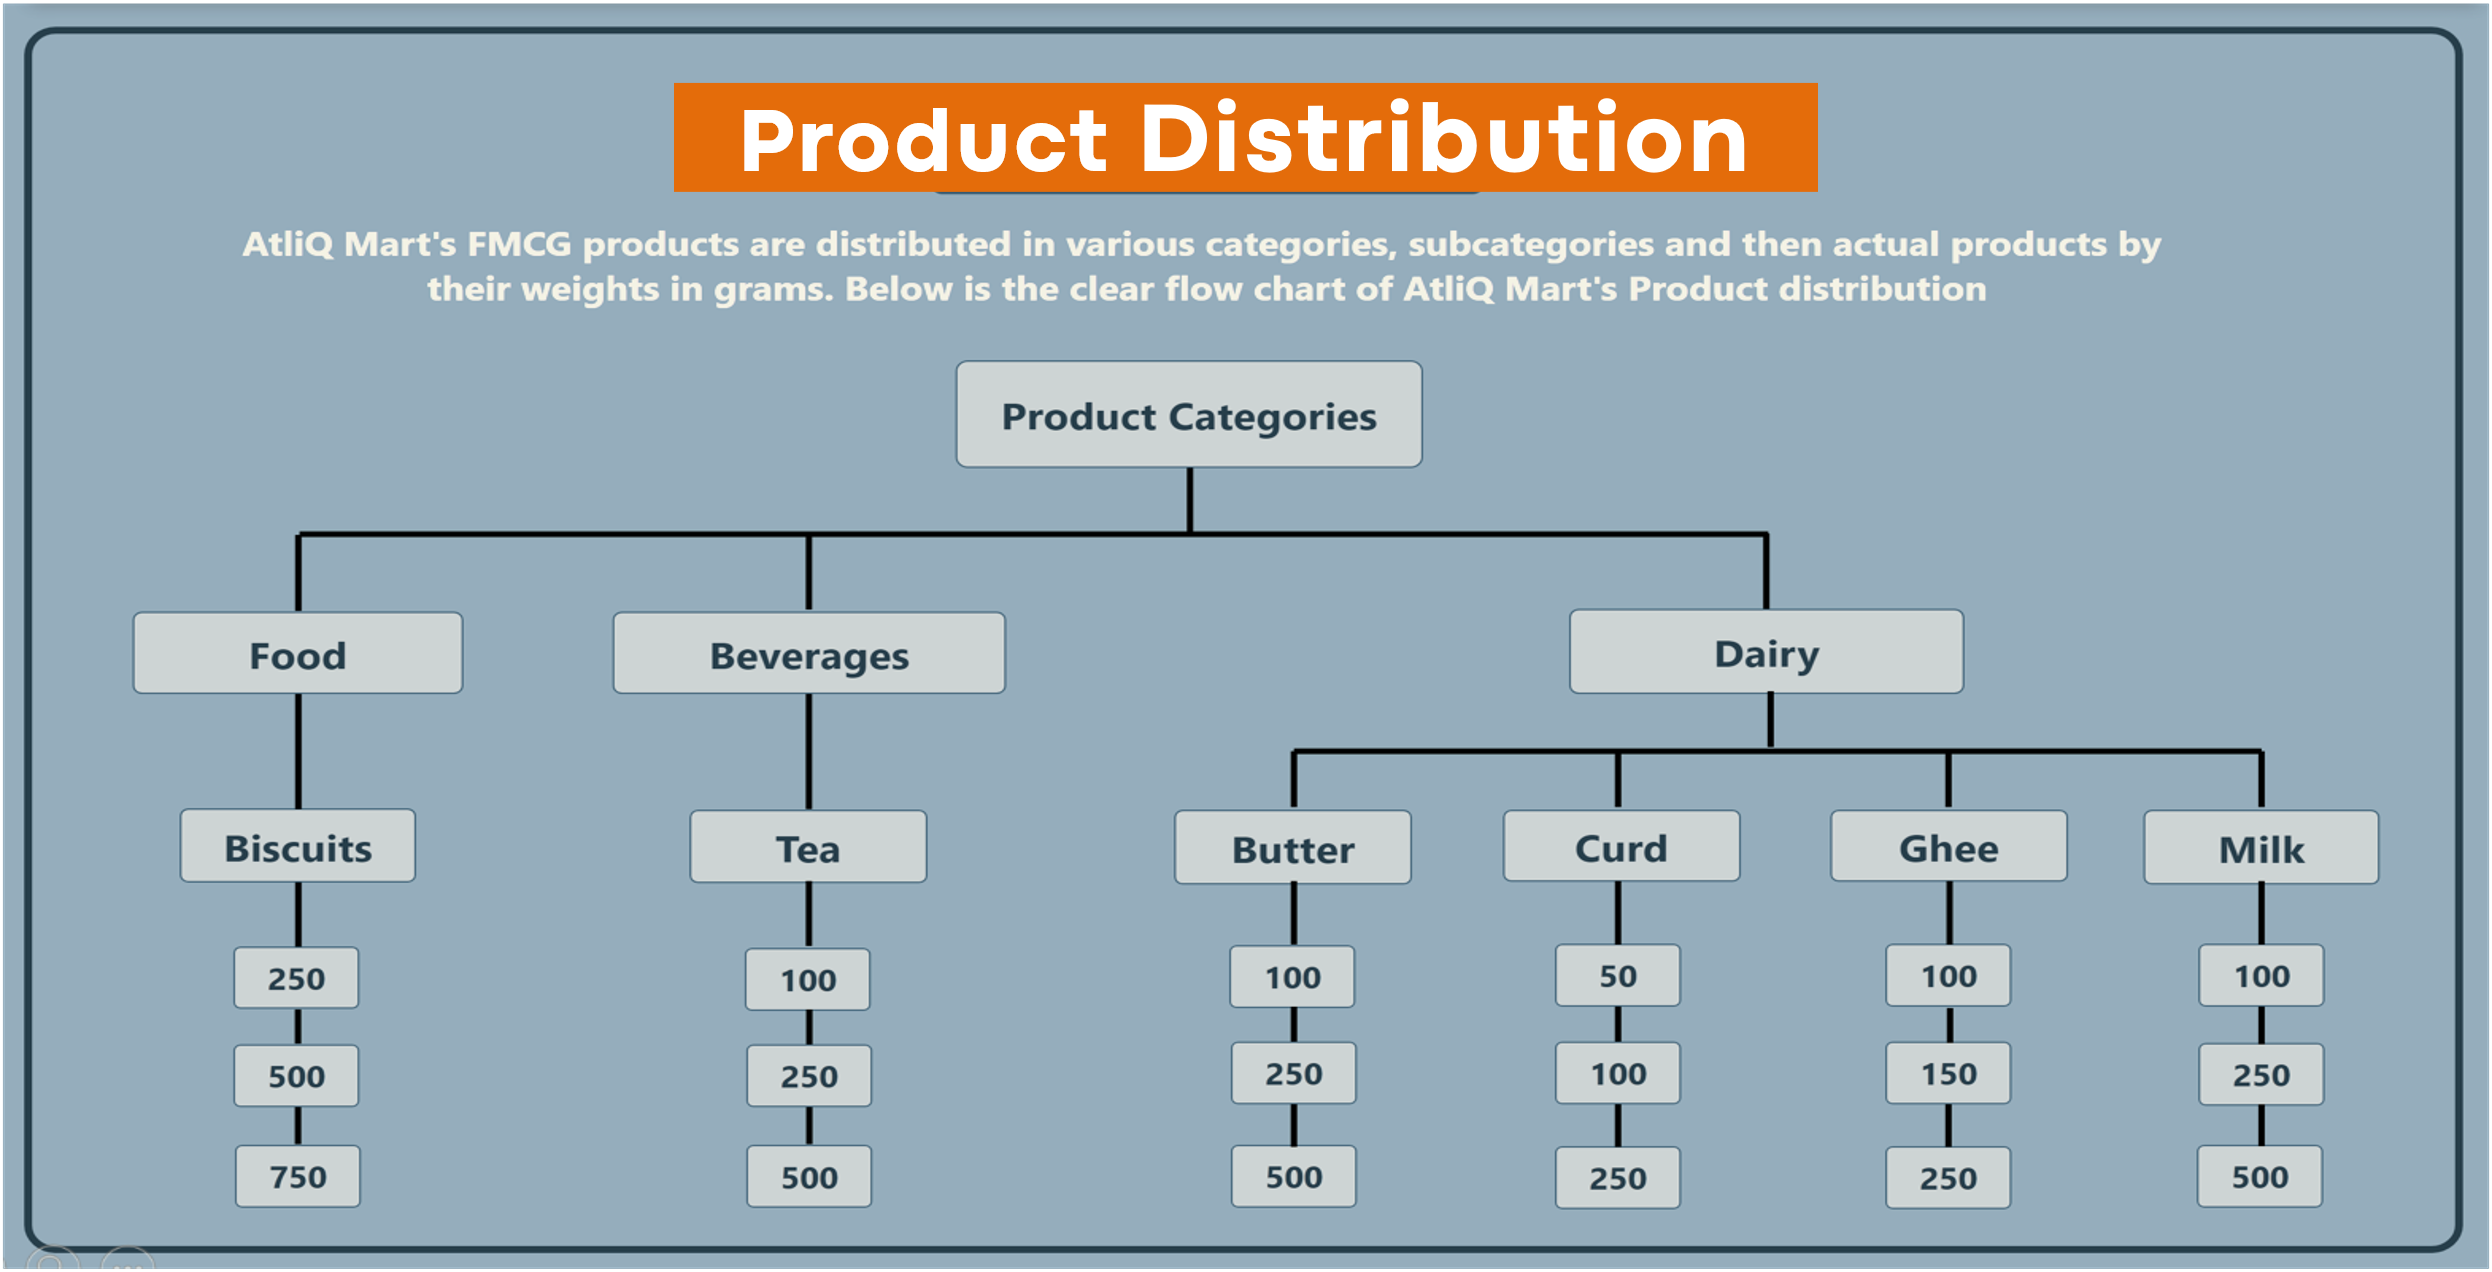 Product Distribution
AtliQ Mart's FMCG products are distributed in various categories, subcategories and then actual products by
their weights in grams. Below is the clear flow chart of AtliQ Mart's Product distribution
Product Categories
Food
Beverages
Dairy
Biscuits
Tea
Butter
Curd
Ghee
Milk
250
100
100
50
100
100
500
250
250
100
150
250
750
500
500
250
250
500